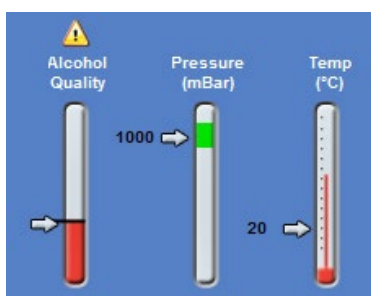 Alcohol
Quality
Pressure
(mBar)
Temp
(°C)
1000
20